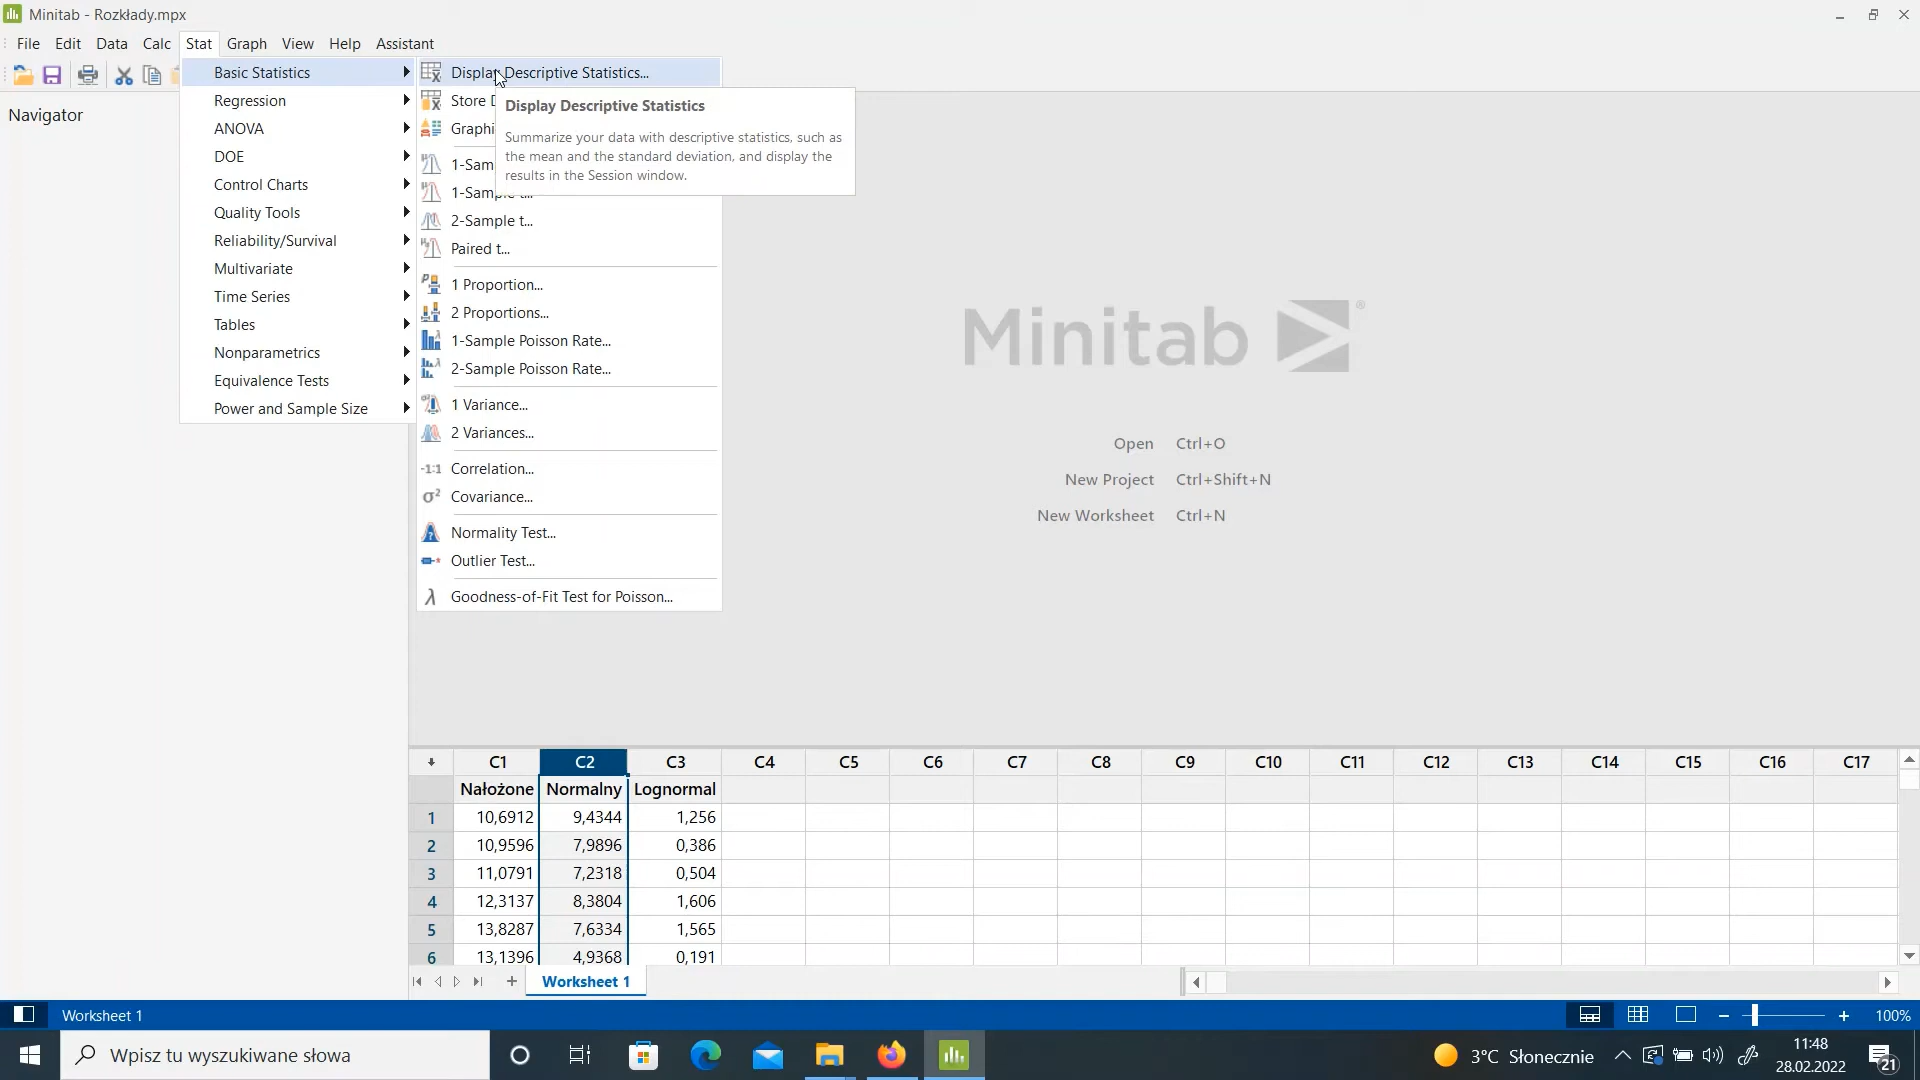 Minitab - Rozkłady.mpx
File Edit Data Calc Stat Graph View Help Assistant
Navigator
Basic Statistics
Regression
ANOVA
DOE
Control Charts
Quality Tools
Reliability/Survival
Multivariate
Time Series
Tables
Nonparametrics
Equivalence Tests
Power and Sample Size
Display Descriptive Statistics...
Store
Display Descriptive Statistics
Summarize your data with descriptive statistics, such as
the mean and the standard deviation, and display the
results in the Session window.
2-Sample t...
Paired t...
1 Proportion...
2 Proportions...
1-Sample Poisson Rate...
2-Sample Poisson Rate...
1 Variance...
2 Variances...
Correlation...
Covariance...
Normality Test...
Outlier Test...
Goodness-of-Fit Test for Poisson...
Minitab
Open Ctrl+O
New Project Ctrl+Shift+N
New Worksheet Ctrl+N
C1 C2 C3 C4 C5 C6 C7 C8 C9 C10 C11 C12 C13 C14 C15 C16 C17
Nałożone Normalny Lognormal
1 10,6912 9,4344 1,256
2 10,9596 7,9896 0,386
3 11,0791 7,2318 0,504
4 12,3137 8,3804 1,606
5 13,8287 7,6334 1,565
6 13,1396 4,9368 0,191
Worksheet 1
Worksheet 1
100%
Wpisz tu wyszukiwane słowa
3°C Słonecznie
11:48
28.02.2022
21